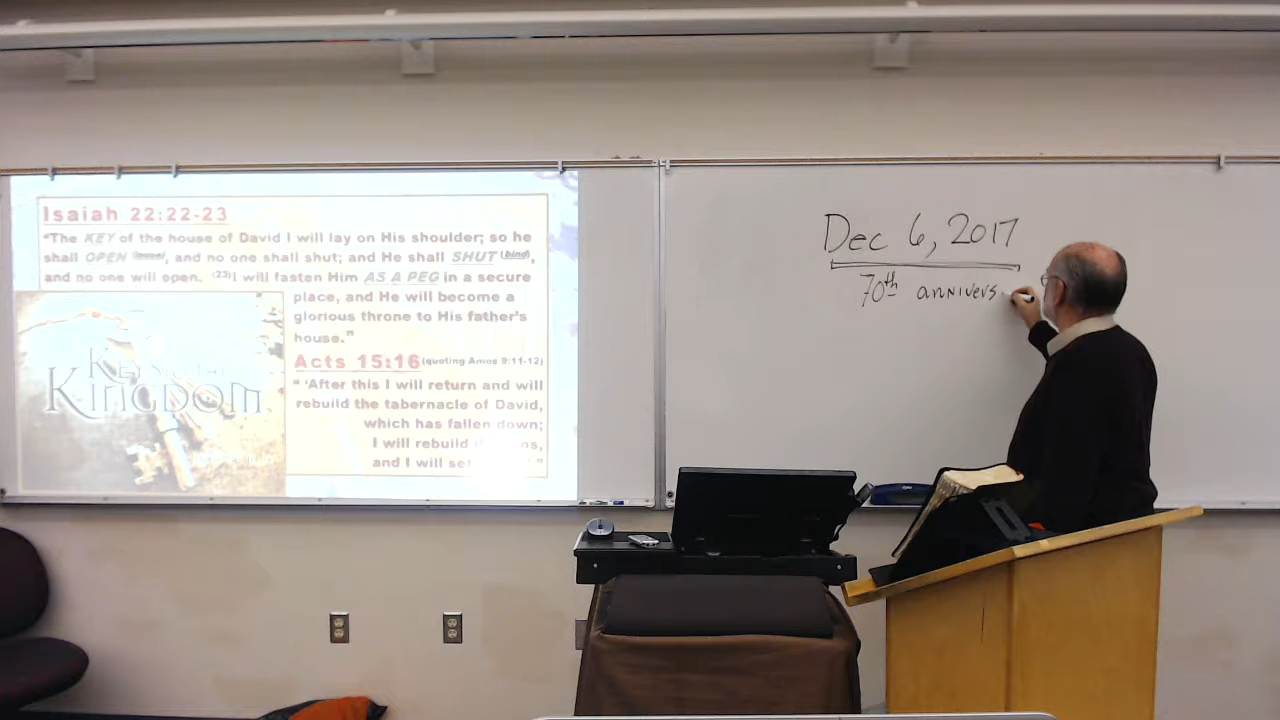 Isaiah 22:22-23
"The KEY of the house of David I will lay on His shoulder; so he
shall OPEN (loose), and no one shall shut; and He shall SHUT (bind),
and no one will open. (23) I will fasten Him AS A PEG in a secure
place, and He will become a
glorious throne to His father's
house."
Acts 15:16 (quoting Amos 9:11-12)
" 'After this I will return and will
rebuild the tabernacle of David,
which has fallen down;
I will rebuild
and I will set
Kingdom
Dec 6, 2017
70th annivers